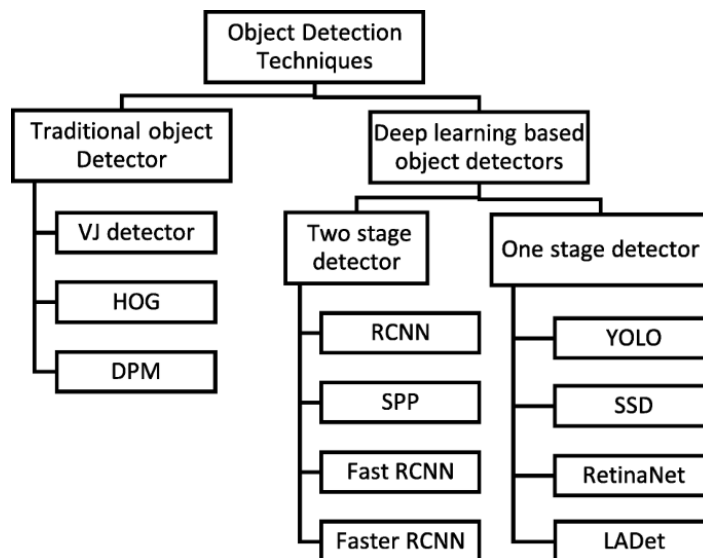 Object Detection
Techniques
Traditional object
Detector
Deep learning based
object detectors
VJ detector
HOG
DPM
Two stage
detector
RCNN
SPP
Fast RCNN
Faster RCNN
One stage detector
YOLO
SSD
RetinaNet
LADet